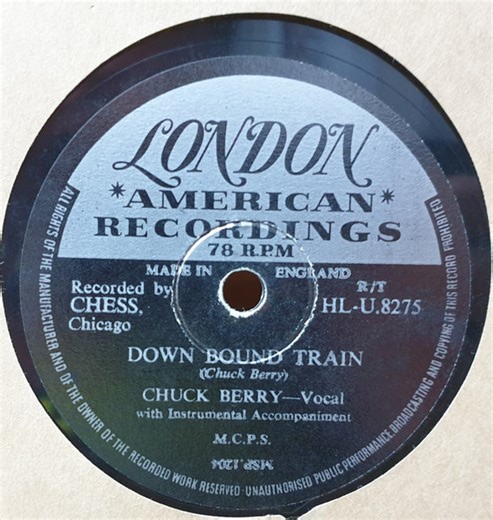 LONDON
*AMERICAN*
RECORDINGS
78 RPM
MADE IN ENGLAND
Recorded by R/T
CHESS, HL-U.8275
Chicago
DOWN BOUND TRAIN
(Chuck Berry)
CHUCK BERRY—Vocal
with Instrumental Accompaniment
M.C.P.S.
MSP.1204
ALL RIGHTS OF THE MANUFACTURER AND OF THE OWNER OF THE RECORDED WORK RESERVED · UNAUTHORISED PUBLIC PERFORMANCE, BROADCASTING AND COPYING OF THIS RECORD PROHIBITED